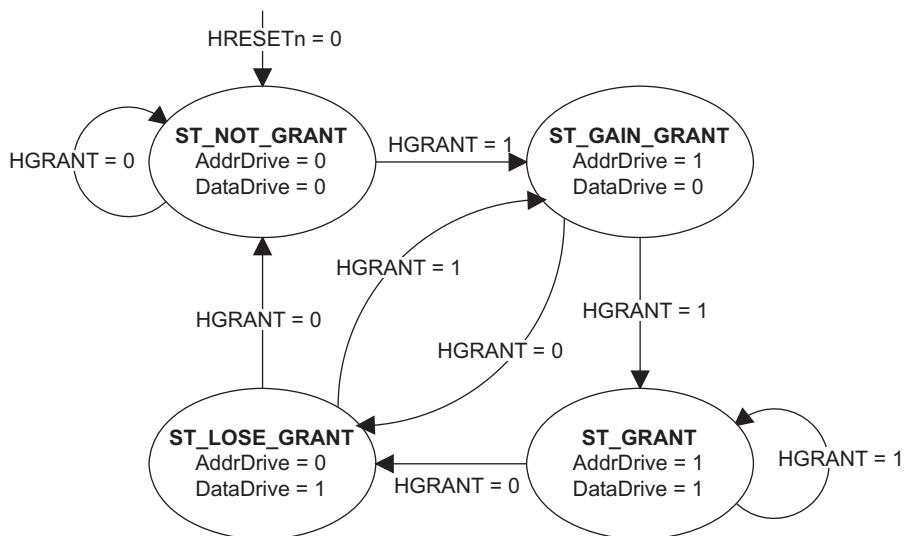 HRESETn = 0
ST_NOT_GRANT
AddrDrive = 0
DataDrive = 0
HGRANT = 0
HGRANT = 1
ST_GAIN_GRANT
AddrDrive = 1
DataDrive = 0
HGRANT = 1
HGRANT = 1
HGRANT = 0
HGRANT = 0
ST_LOSE_GRANT
AddrDrive = 0
DataDrive = 1
HGRANT = 0
ST_GRANT
AddrDrive = 1
DataDrive = 1
HGRANT = 1